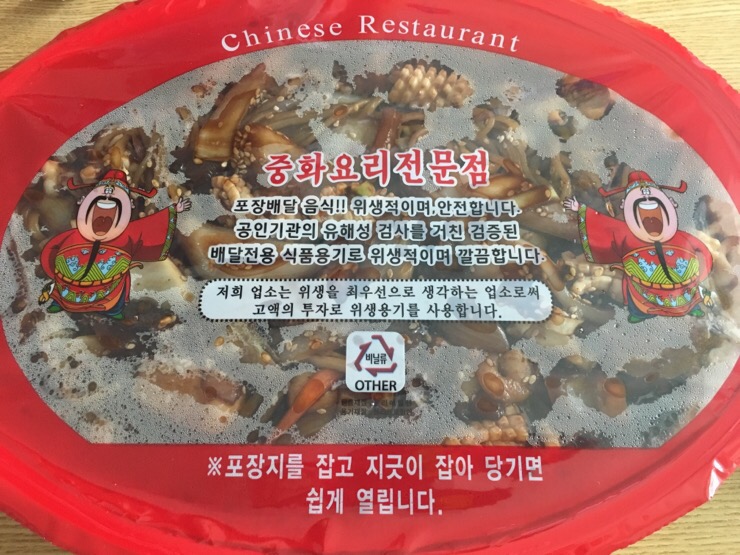 Chinese Restaurant
중화요리전문점
포장배달 음식!! 위생적이며,안전합니다.
공인기관의 유해성 검사를 거친 검증된
배달전용 식품용기로 위생적이며 깔끔합니다.
저희 업소는 위생을 최우선으로 생각하는 업소로써
고액의 투자로 위생용기를 사용합니다.
비닐류
OTHER
※포장지를 잡고 지긋이 잡아 당기면
쉽게 열립니다.